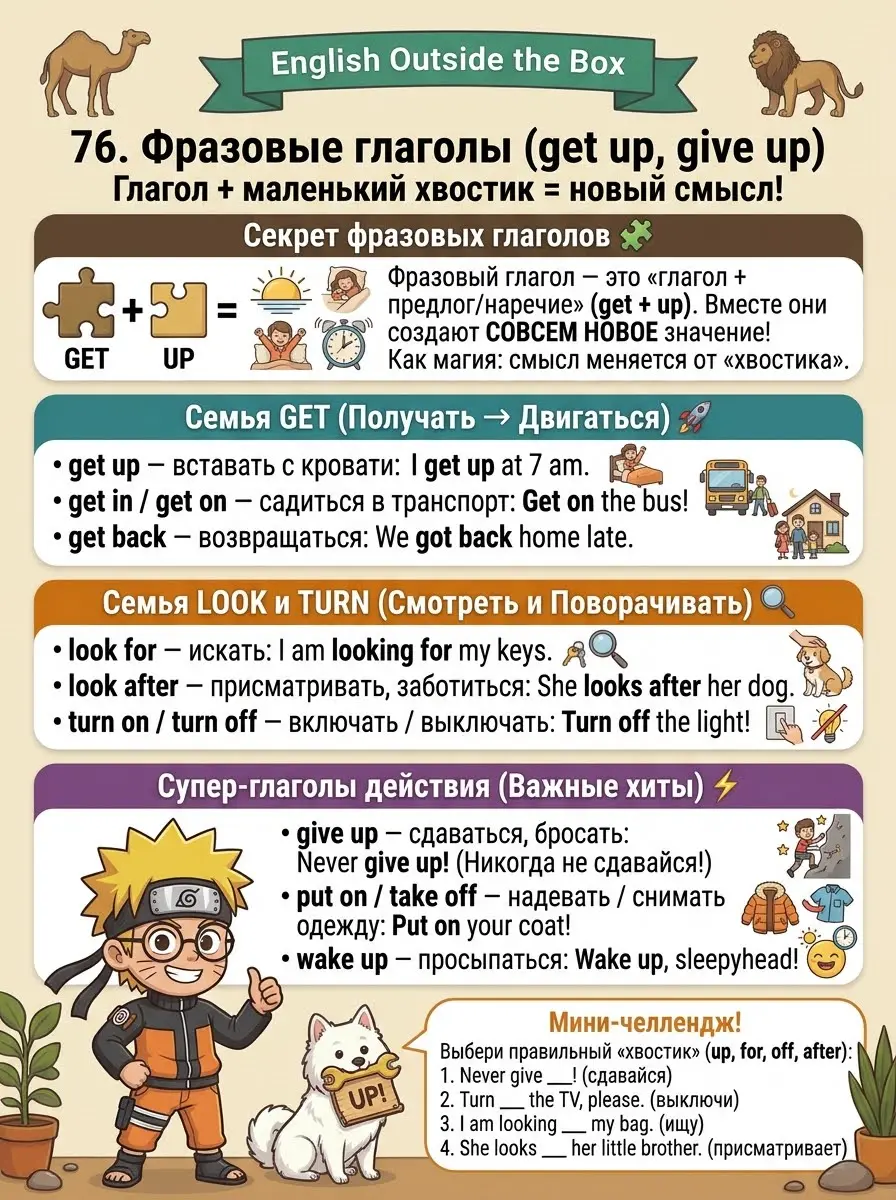 English Outside the Box
76. Фразовые глаголы (get up, give up)
Глагол + маленький хвостик = новый смысл!
Секрет фразовых глаголов
GET + UP =
Фразовый глагол — это «глагол +
предлог/наречие» (get + up). Вместе они
создают СОВСЕМ НОВОЕ значение!
Как магия: смысл меняется от «хвостика».
Семья GET (Получать → Двигаться)
• get up — вставать с кровати: I get up at 7 am.
• get in / get on — садиться в транспорт: Get on the bus!
• get back — возвращаться: We got back home late.
Семья LOOK и TURN (Смотреть и Поворачивать)
• look for — искать: I am looking for my keys.
• look after — присматривать, заботиться: She looks after her dog.
• turn on / turn off — включать / выключать: Turn off the light!
Супер-глаголы действия (Важные хиты)
• give up — сдаваться, бросать:
Never give up! (Никогда не сдавайся!)
• put on / take off — надевать / снимать
одежду: Put on your coat!
• wake up — просыпаться: Wake up, sleepyhead!
UP!
Мини-челлендж!
Выбери правильный «хвостик» (up, for, off, after):
1. Never give ___! (сдавайся)
2. Turn ___ the TV, please. (выключи)
3. I am looking ___ my bag. (ищу)
4. She looks ___ her little brother. (присматривает)